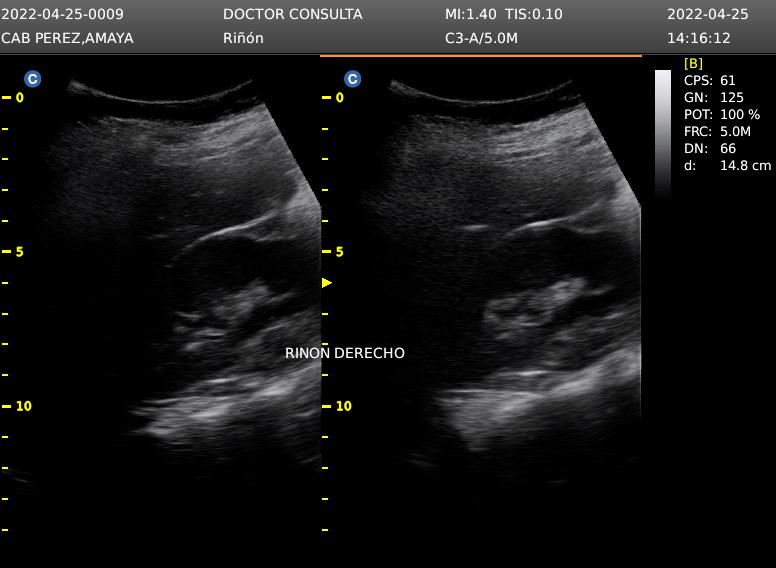 2022-04-25-0009 DOCTOR CONSULTA MI:1.40 TIS:0.10 2022-04-25
CAB PEREZ,AMAYA Riñón C3-A/5.0M 14:16:12
[B]
CPS: 61
GN: 125
POT: 100 %
FRC: 5.0M
DN: 66
d: 14.8 cm
C C
0 0
5 5
RINON DERECHO
10 10